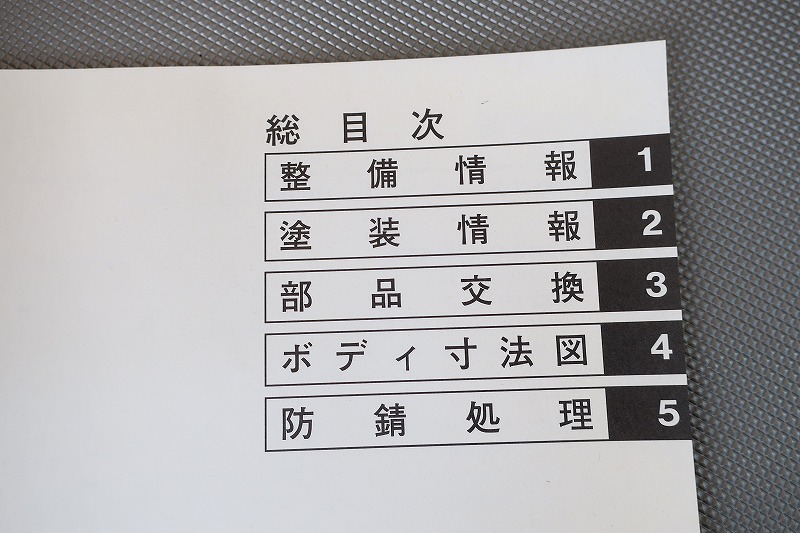 総目次
整備情報 1
塗装情報 2
部品交換 3
ボディ寸法図 4
防錆処理 5